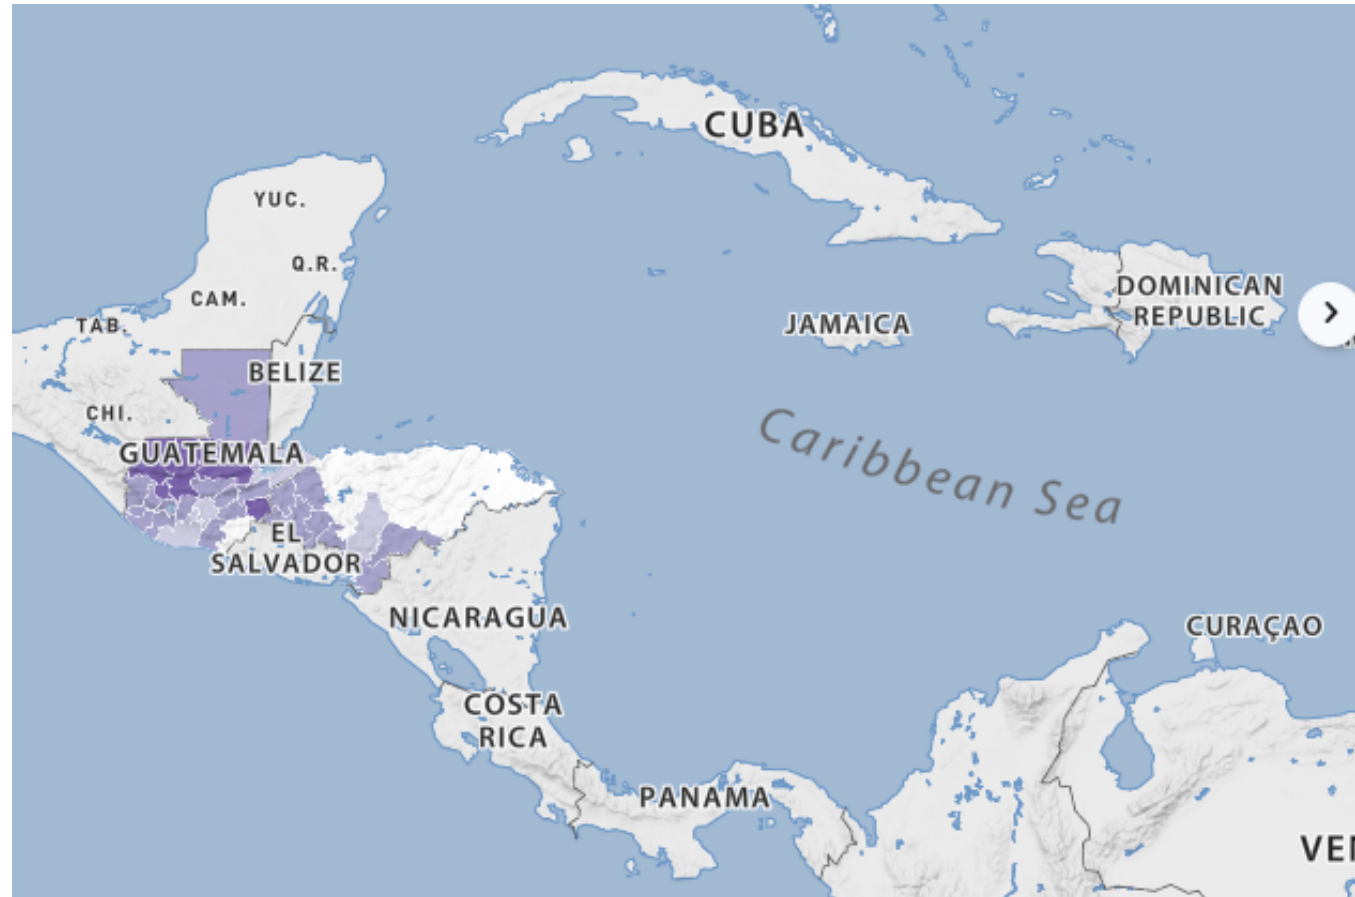 CUBA
YUC.
Q.R.
CAM.
DOMINICAN
REPUBLIC
TAB.
JAMAICA
BELIZE
CHI.
GUATEMALA
Caribbean Sea
EL
SALVADOR
NICARAGUA
CURAÇAO
COSTA
RICA
PANAMA
VEN